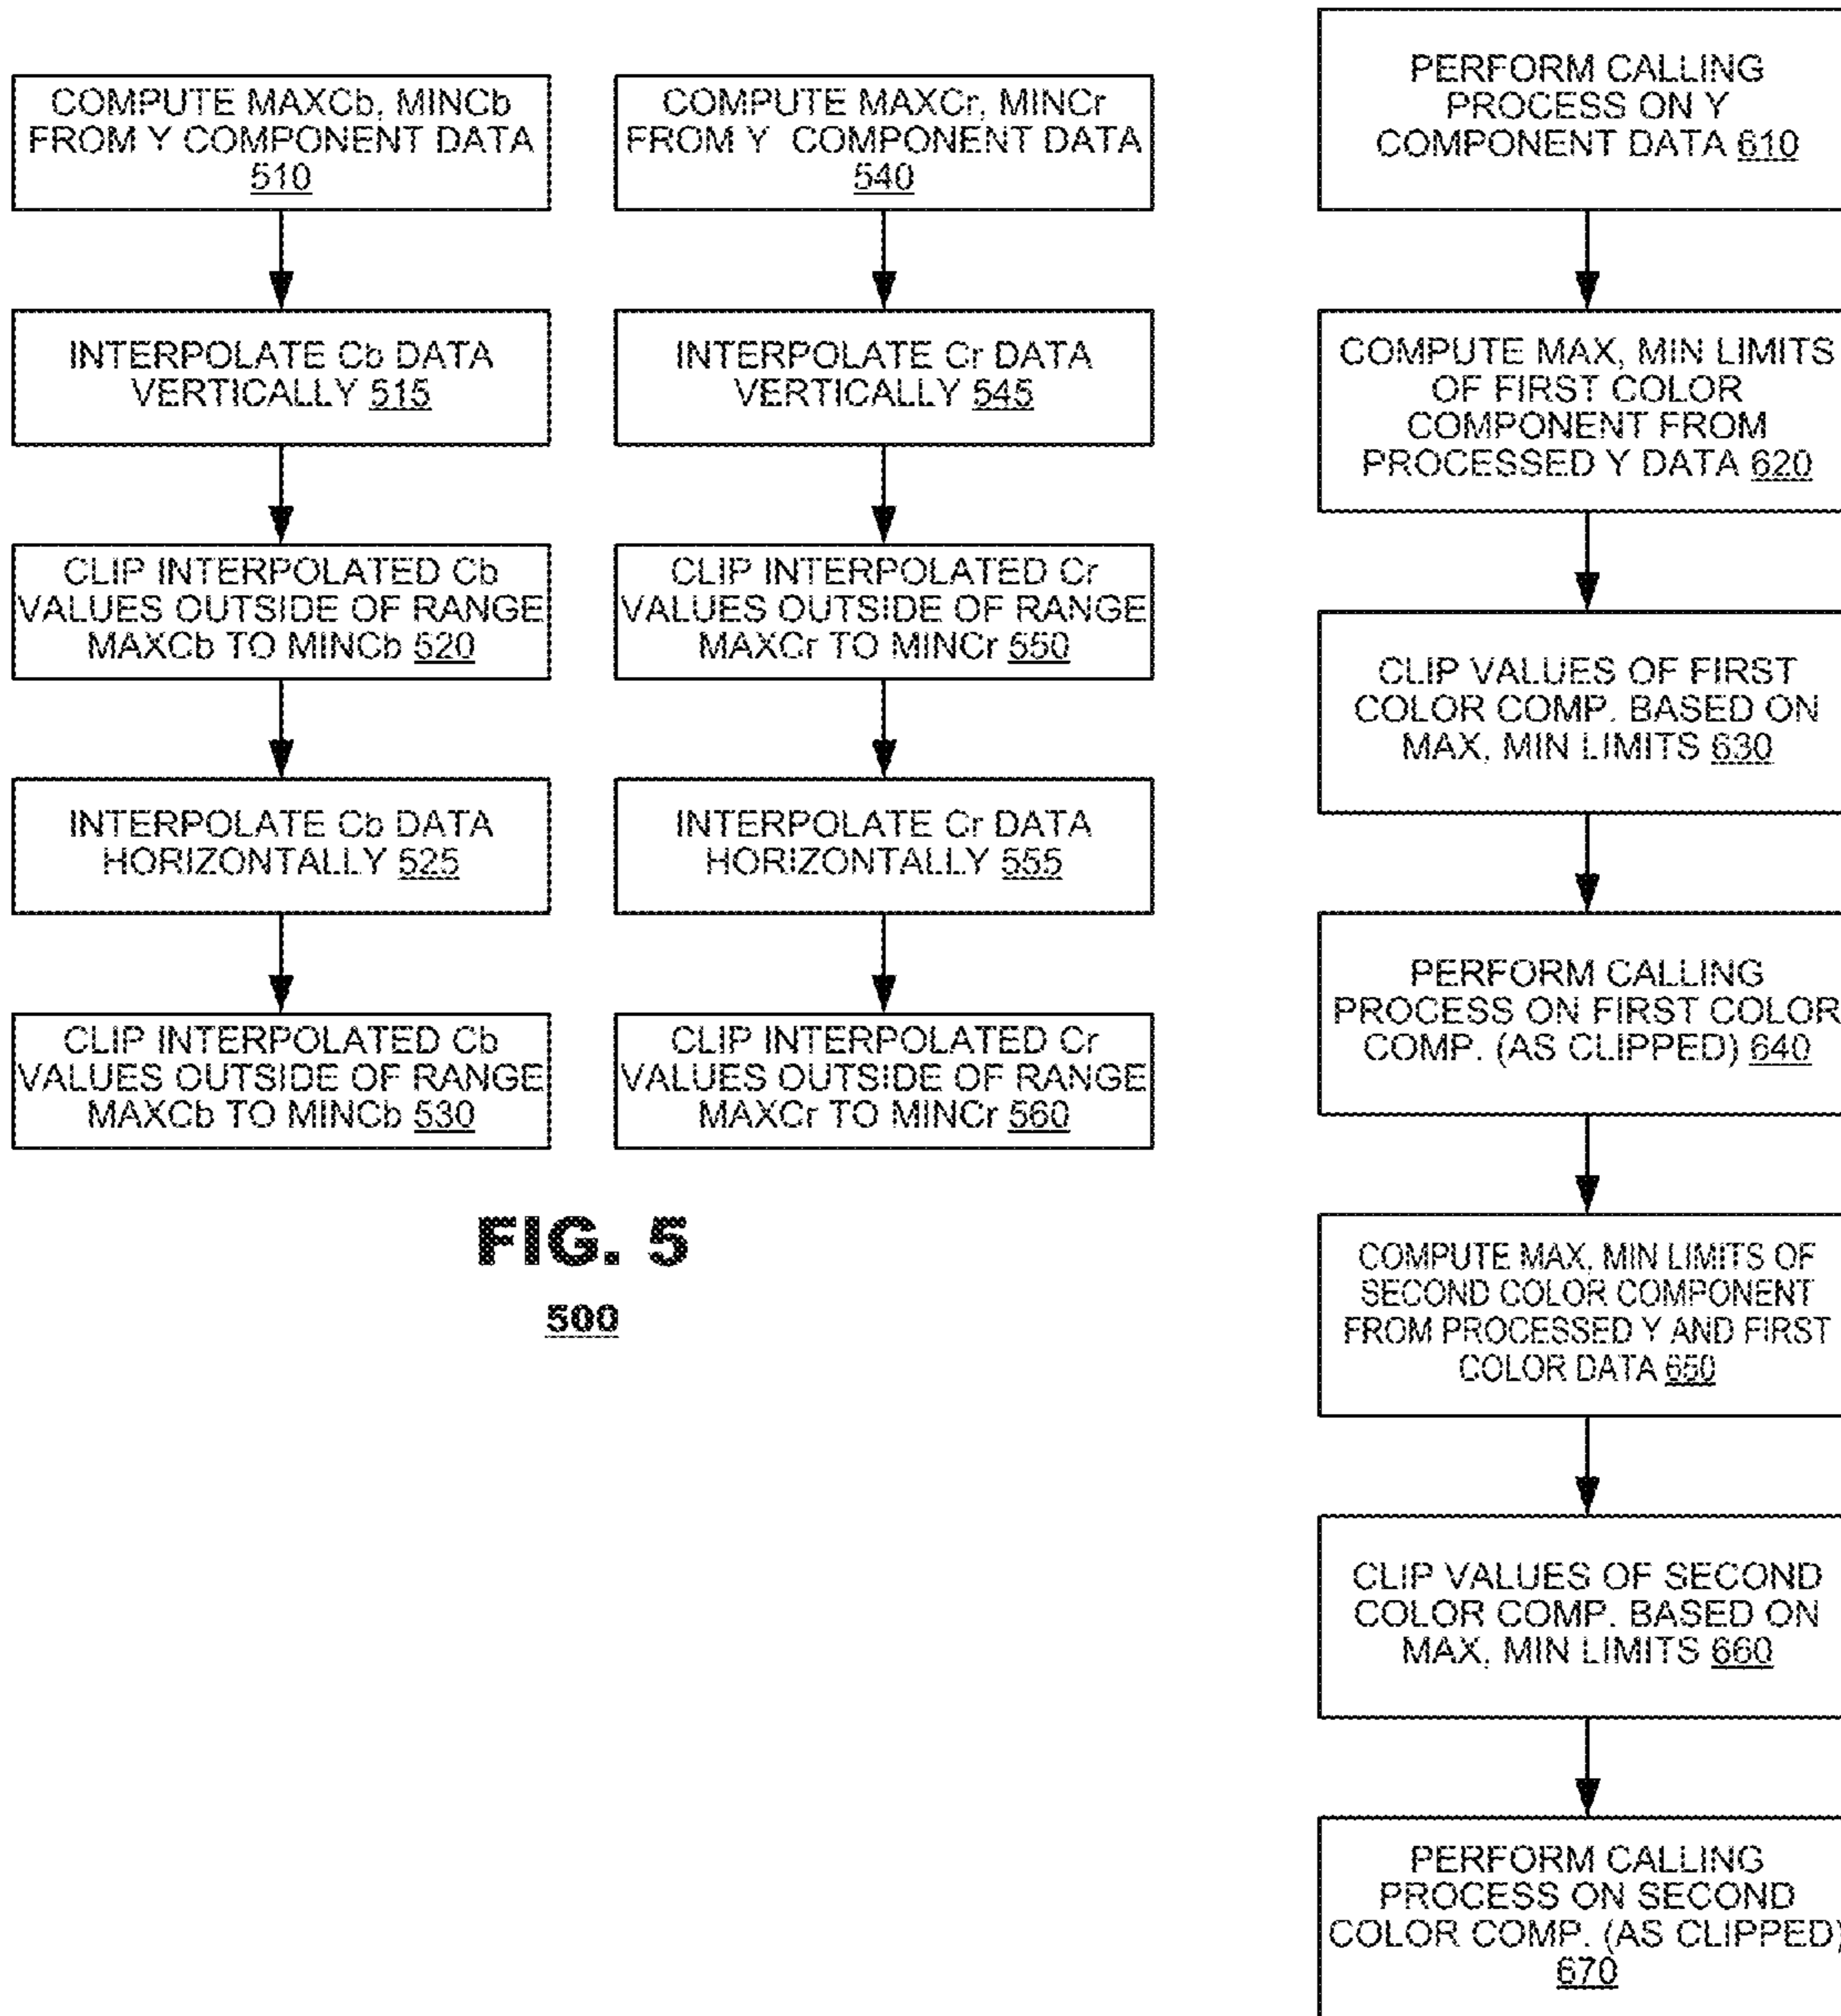 COMPUTE MAXCb, MINCb
FROM Y COMPONENT DATA
510
INTERPOLATE Cb DATA
VERTICALLY 515
CLIP INTERPOLATED Cb
VALUES OUTSIDE OF RANGE
MAXCb TO MINCb 520
INTERPOLATE Cb DATA
HORIZONTALLY 525
CLIP INTERPOLATED Cb
VALUES OUTSIDE OF RANGE
MAXCb TO MINCb 530
COMPUTE MAXCr, MINCr
FROM Y COMPONENT DATA
540
INTERPOLATE Cr DATA
VERTICALLY 545
CLIP INTERPOLATED Cr
VALUES OUTSIDE OF RANGE
MAXCr TO MINCr 550
INTERPOLATE Cr DATA
HORIZONTALLY 555
CLIP INTERPOLATED Cr
VALUES OUTSIDE OF RANGE
MAXCr TO MINCr 560
FIG. 5
500
PERFORM CALLING
PROCESS ON Y
COMPONENT DATA 610
COMPUTE MAX, MIN LIMITS
OF FIRST COLOR
COMPONENT FROM
PROCESSED Y DATA 620
CLIP VALUES OF FIRST
COLOR COMP. BASED ON
MAX, MIN LIMITS 630
PERFORM CALLING
PROCESS ON FIRST COLOR
COMP. (AS CLIPPED) 640
COMPUTE MAX, MIN LIMITS OF
SECOND COLOR COMPONENT
FROM PROCESSED Y AND FIRST
COLOR DATA 650
CLIP VALUES OF SECOND
COLOR COMP. BASED ON
MAX, MIN LIMITS 660
PERFORM CALLING
PROCESS ON SECOND
COLOR COMP. (AS CLIPPED)
670